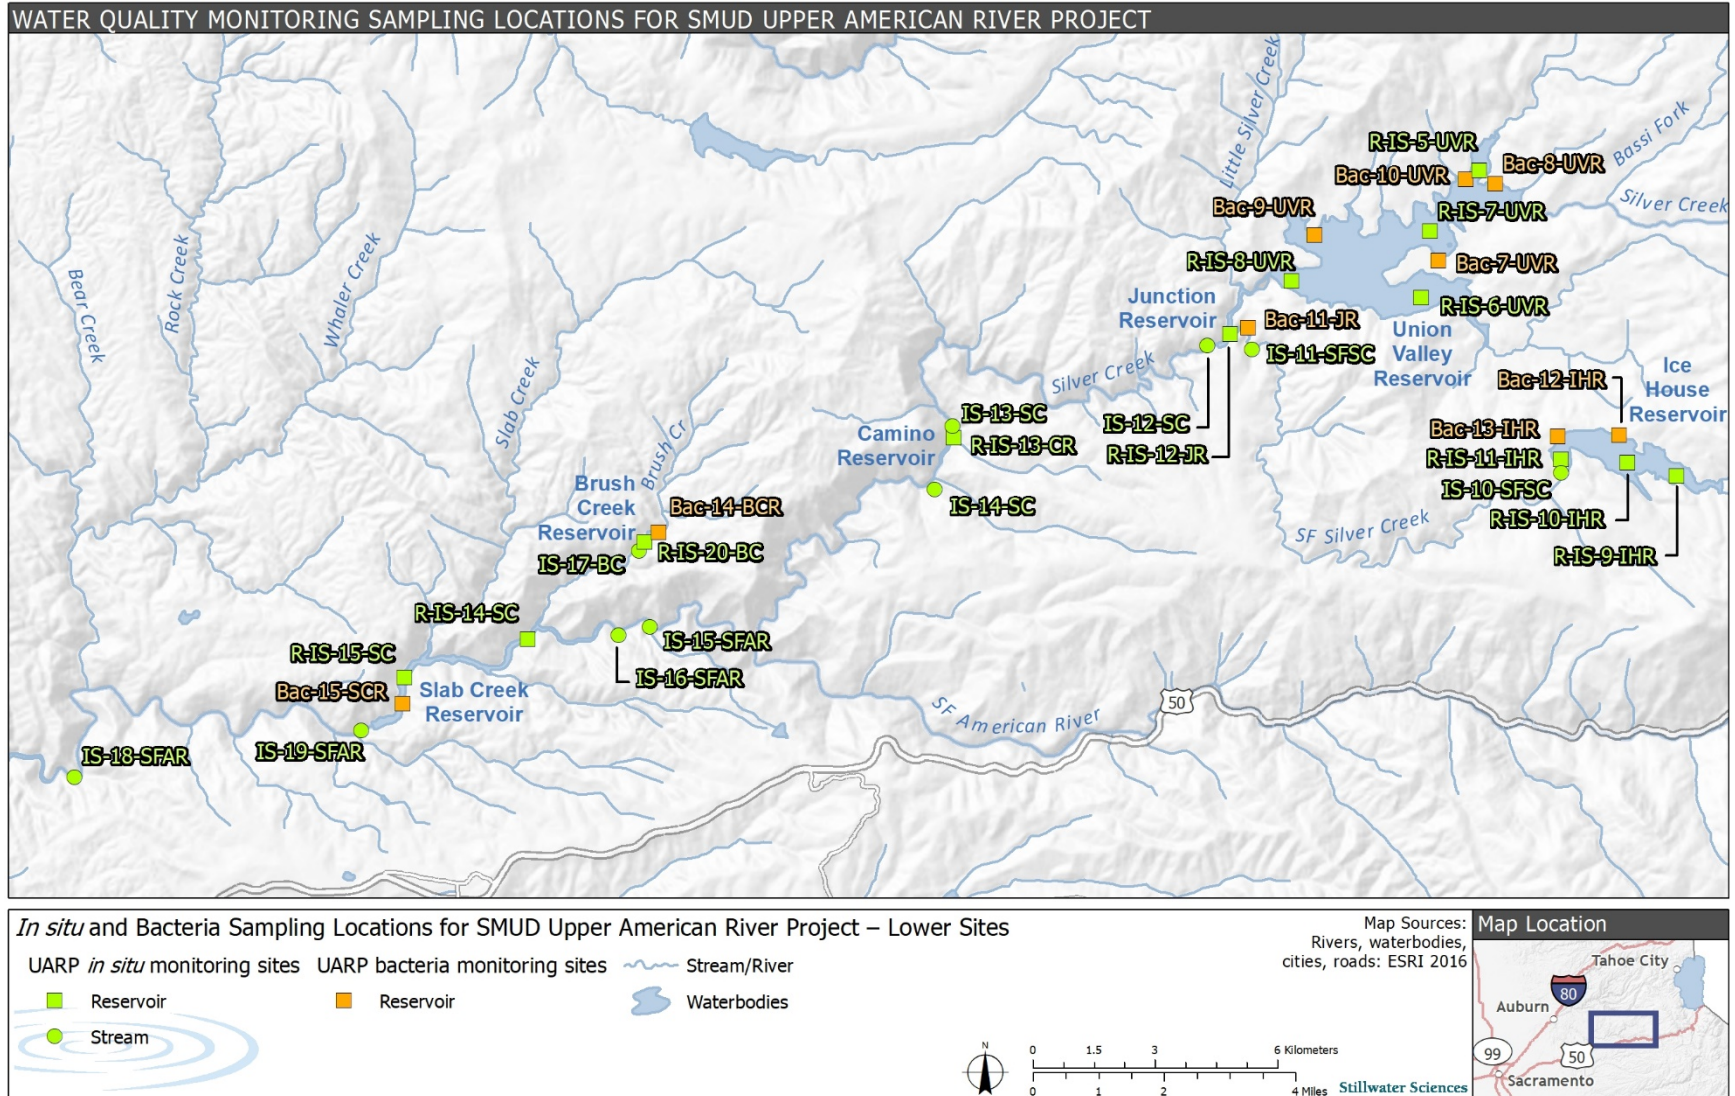 WATER QUALITY MONITORING SAMPLING LOCATIONS FOR SMUD UPPER AMERICAN RIVER PROJECT
Little Silver Creek
Bassi Fork
Silver Creek
R-IS-5-UVR
Bac-10-UVR
Bac-8-UVR
R-IS-7-UVR
Bac-9-UVR
Bac-7-UVR
R-IS-8-UVR
R-IS-6-UVR
Bear Creek
Rock Creek
Whaler Creek
Slab Creek
Brush Cr
Junction
Reservoir
Bac-11-JR
IS-11-SFSC
Union
Valley
Reservoir
Ice
House
Reservoir
Silver Creek
Bac-12-IHR
IS-12-SC
R-IS-12-JR
IS-13-SC
R-IS-13-CR
Camino
Reservoir
IS-14-SC
Bac-13-IHR
R-IS-11-IHR
IS-10-SFSC
R-IS-10-IHR
R-IS-9-IHR
SF Silver Creek
Brush
Creek
Reservoir
Bac-14-BCR
R-IS-20-BC
IS-17-BC
R-IS-14-SC
IS-15-SFAR
IS-16-SFAR
R-IS-15-SC
Bac-15-SCR
Slab Creek
Reservoir
IS-19-SFAR
IS-18-SFAR
SF American River
50
In situ and Bacteria Sampling Locations for SMUD Upper American River Project – Lower Sites
UARP in situ monitoring sites
Reservoir
Stream
UARP bacteria monitoring sites
Reservoir
Stream/River
Waterbodies
Map Sources:
Rivers, waterbodies,
cities, roads: ESRI 2016
N
0 1.5 3 6 Kilometers
0 1 2 4 Miles
Stillwater Sciences
Map Location
Tahoe City
80
Auburn
99
50
Sacramento